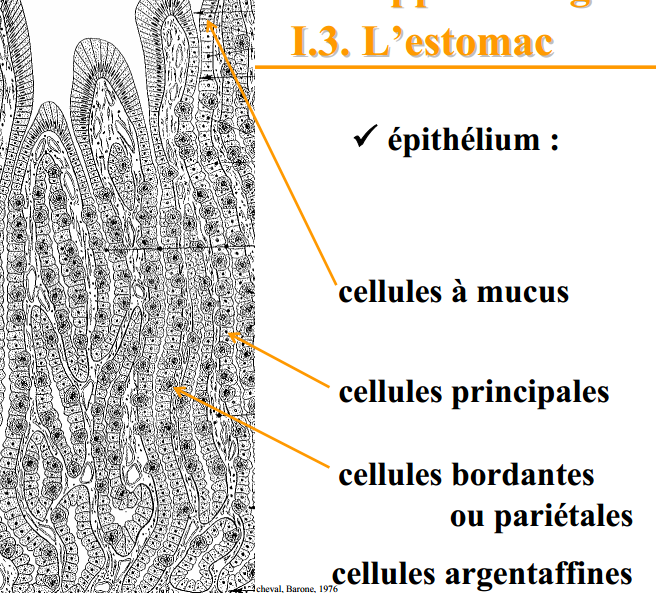 I.3. L'estomac
✓ épithélium :
cellules à mucus
cellules principales
cellules bordantes
ou pariétales
cellules argentaffines
cheval, Barone, 1976